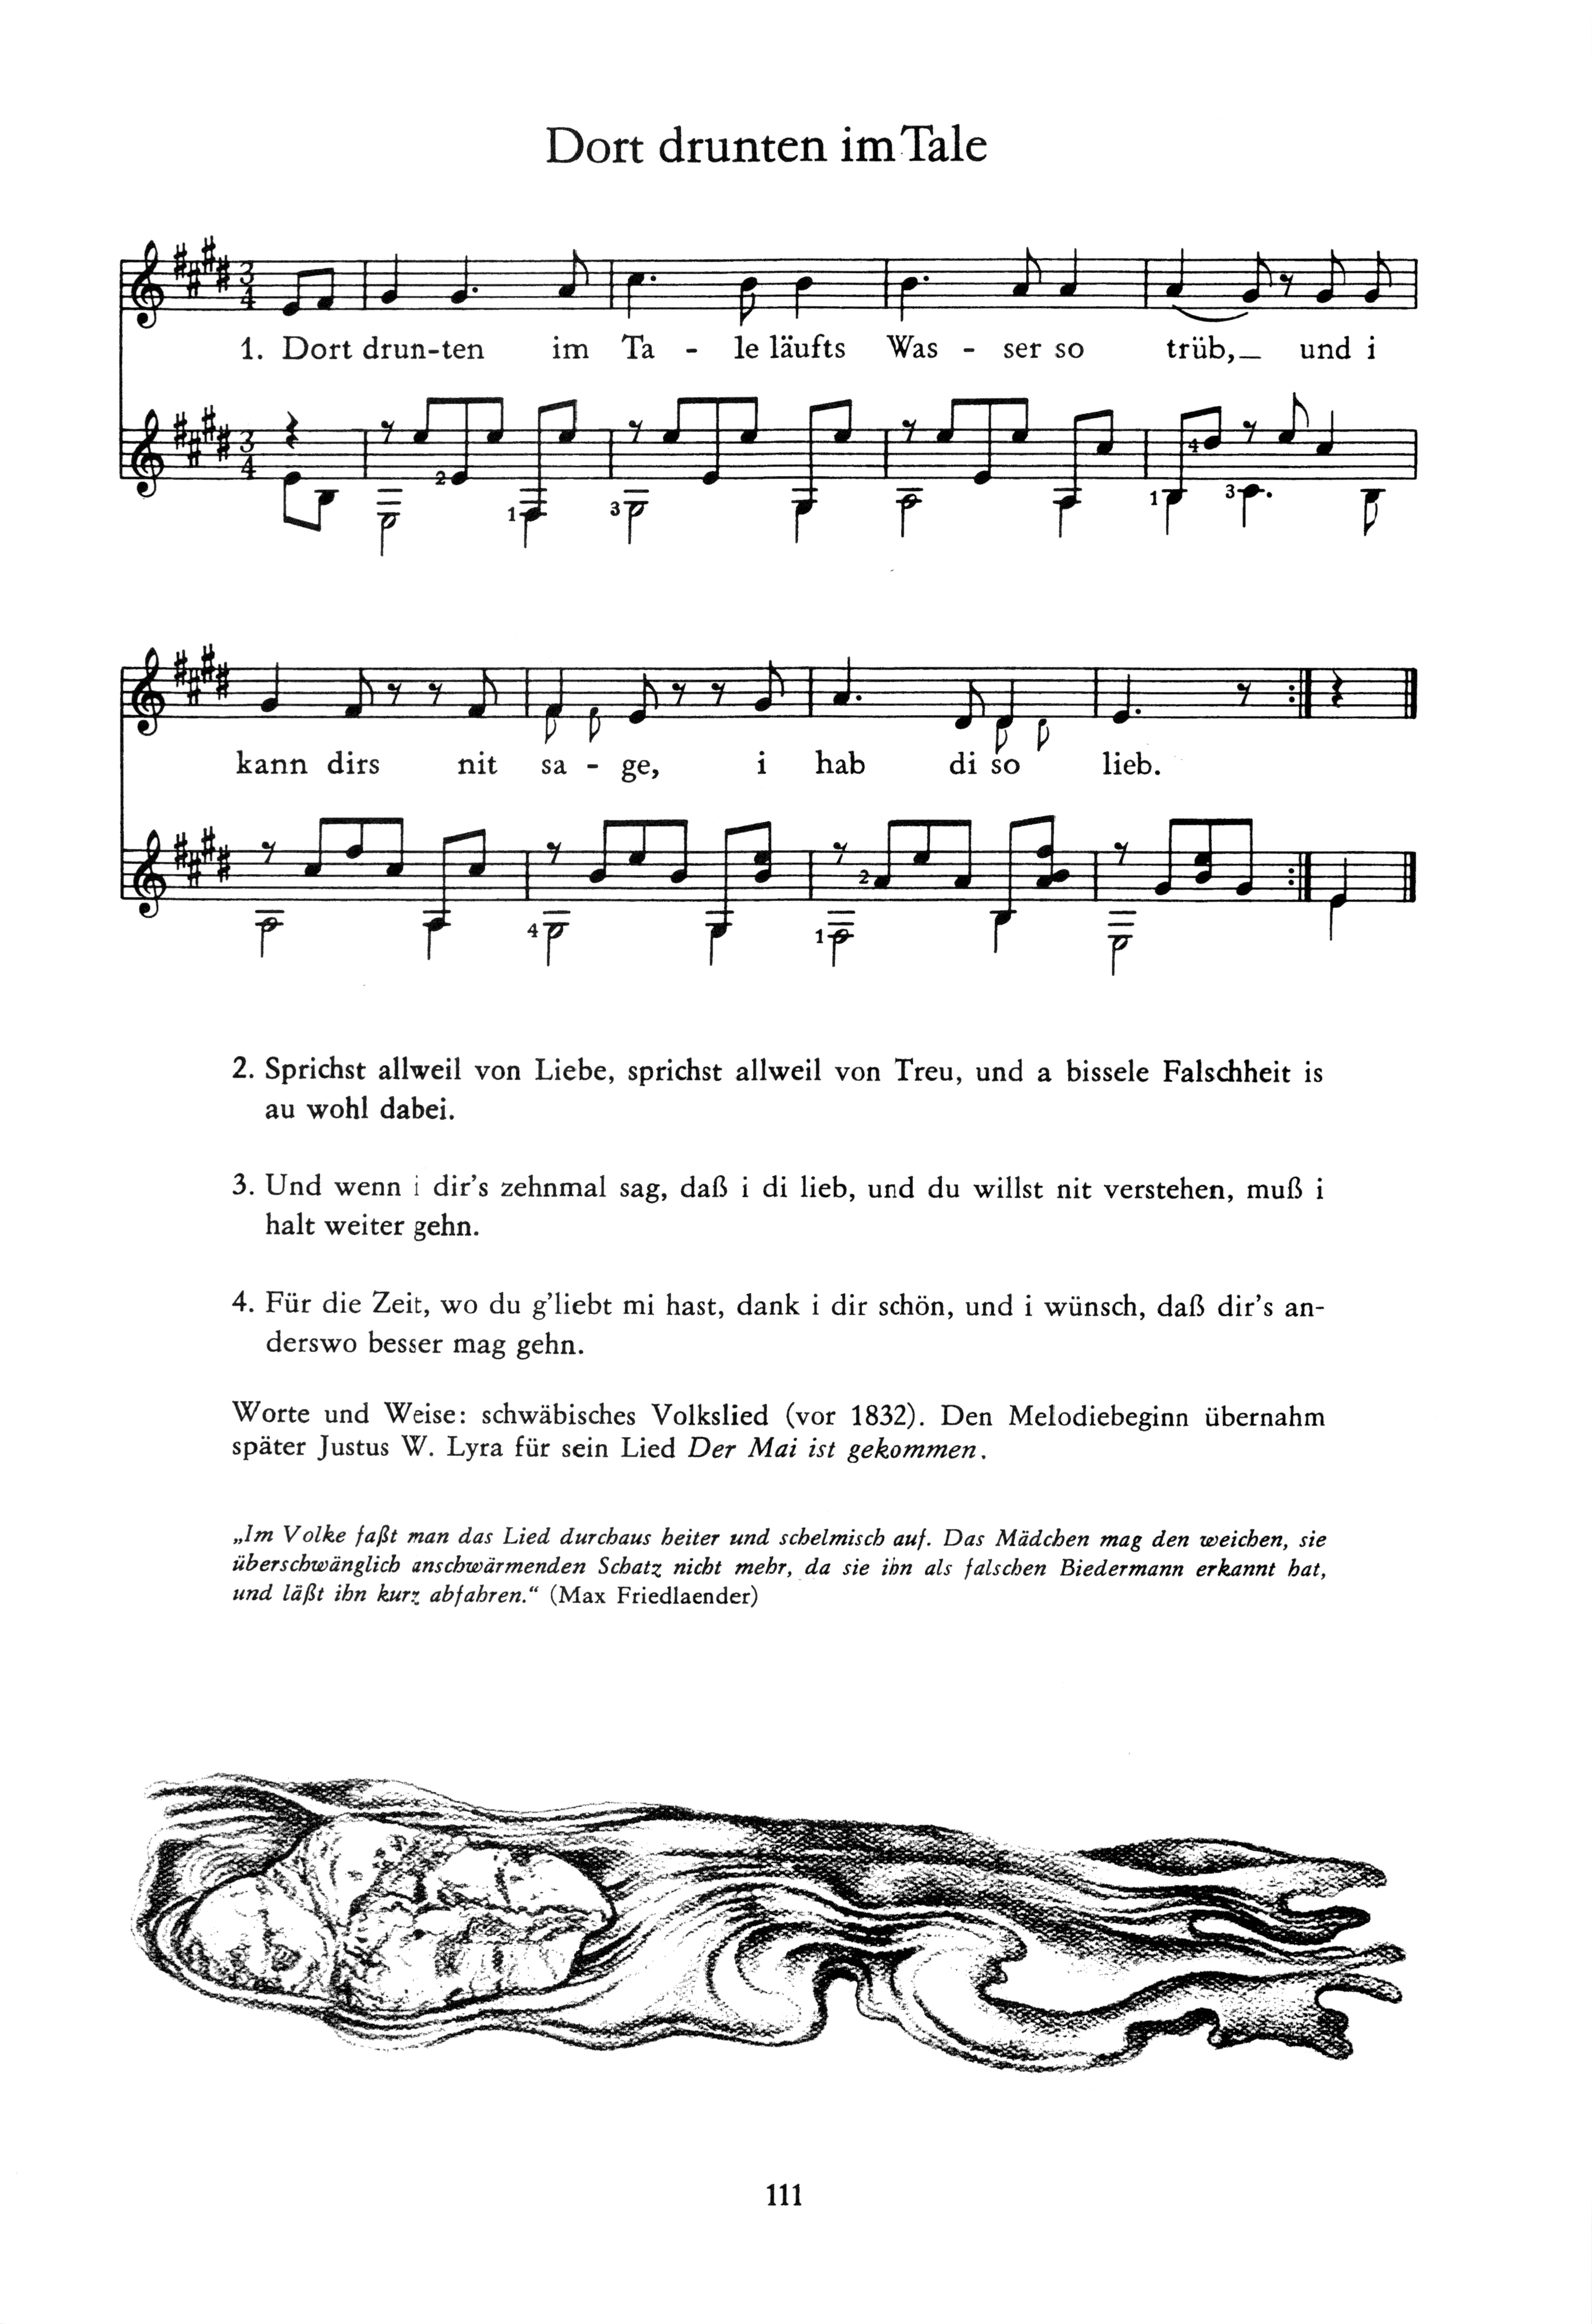 Dort drunten im Tale
1. Dort drun-ten im Ta - le läufts Was - ser so trüb,_ und i
2
1
3
1
4
3
kann dirs nit sa - ge, i hab di so lieb.
4
2
1
2. Sprichst allweil von Liebe, sprichst allweil von Treu, und a bissele Falschheit is
au wohl dabei.
3. Und wenn i dir's zehnmal sag, daß i di lieb, und du willst nit verstehen, muß i
halt weiter gehn.
4. Für die Zeit, wo du g'liebt mi hast, dank i dir schön, und i wünsch, daß dir's an-
derswo besser mag gehn.
Worte und Weise: schwäbisches Volkslied (vor 1832). Den Melodiebeginn übernahm
später Justus W. Lyra für sein Lied Der Mai ist gekommen.
„Im Volke faßt man das Lied durchaus heiter und schelmisch auf. Das Mädchen mag den weichen, sie
überschwänglich anschwärmenden Schatz nicht mehr, da sie ihn als falschen Biedermann erkannt hat,
und läßt ihn kurz abfahren.“ (Max Friedlaender)
111